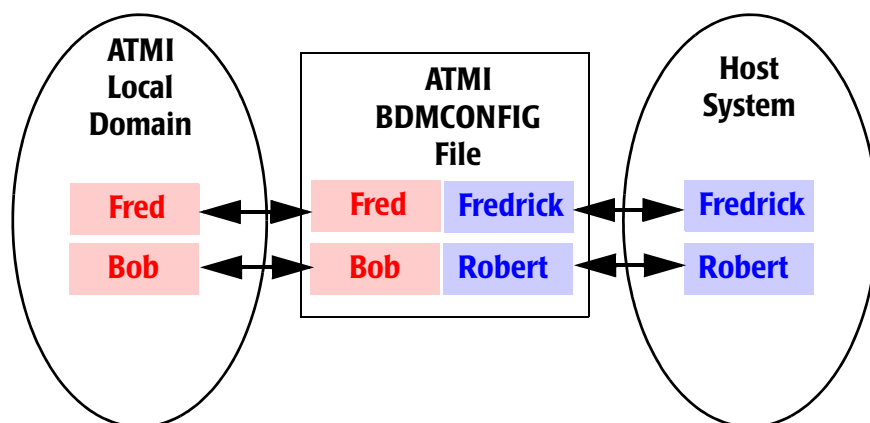 ATMI
Local
Domain
Fred
Bob
ATMI
BDMCONFIG
File
Fred Fredrick
Bob Robert
Host
System
Fredrick
Robert